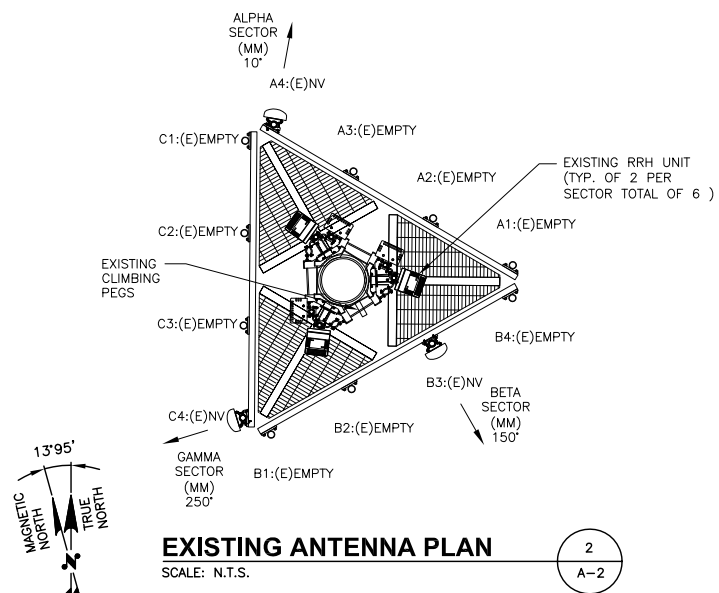 ALPHA
SECTOR
(MM)
10°
A4:(E)NV
C1:(E)EMPTY
A3:(E)EMPTY
A2:(E)EMPTY
EXISTING RRH UNIT
(TYP. OF 2 PER
SECTOR TOTAL OF 6 )
A1:(E)EMPTY
C2:(E)EMPTY
EXISTING
CLIMBING
PEGS
C3:(E)EMPTY
B4:(E)EMPTY
B3:(E)NV
BETA
SECTOR
(MM)
150°
C4:(E)NV
B2:(E)EMPTY
GAMMA
SECTOR
(MM)
250°
B1:(E)EMPTY
13°95'
MAGNETIC
NORTH
TRUE
NORTH
N
EXISTING ANTENNA PLAN
SCALE: N.T.S.
2
A-2